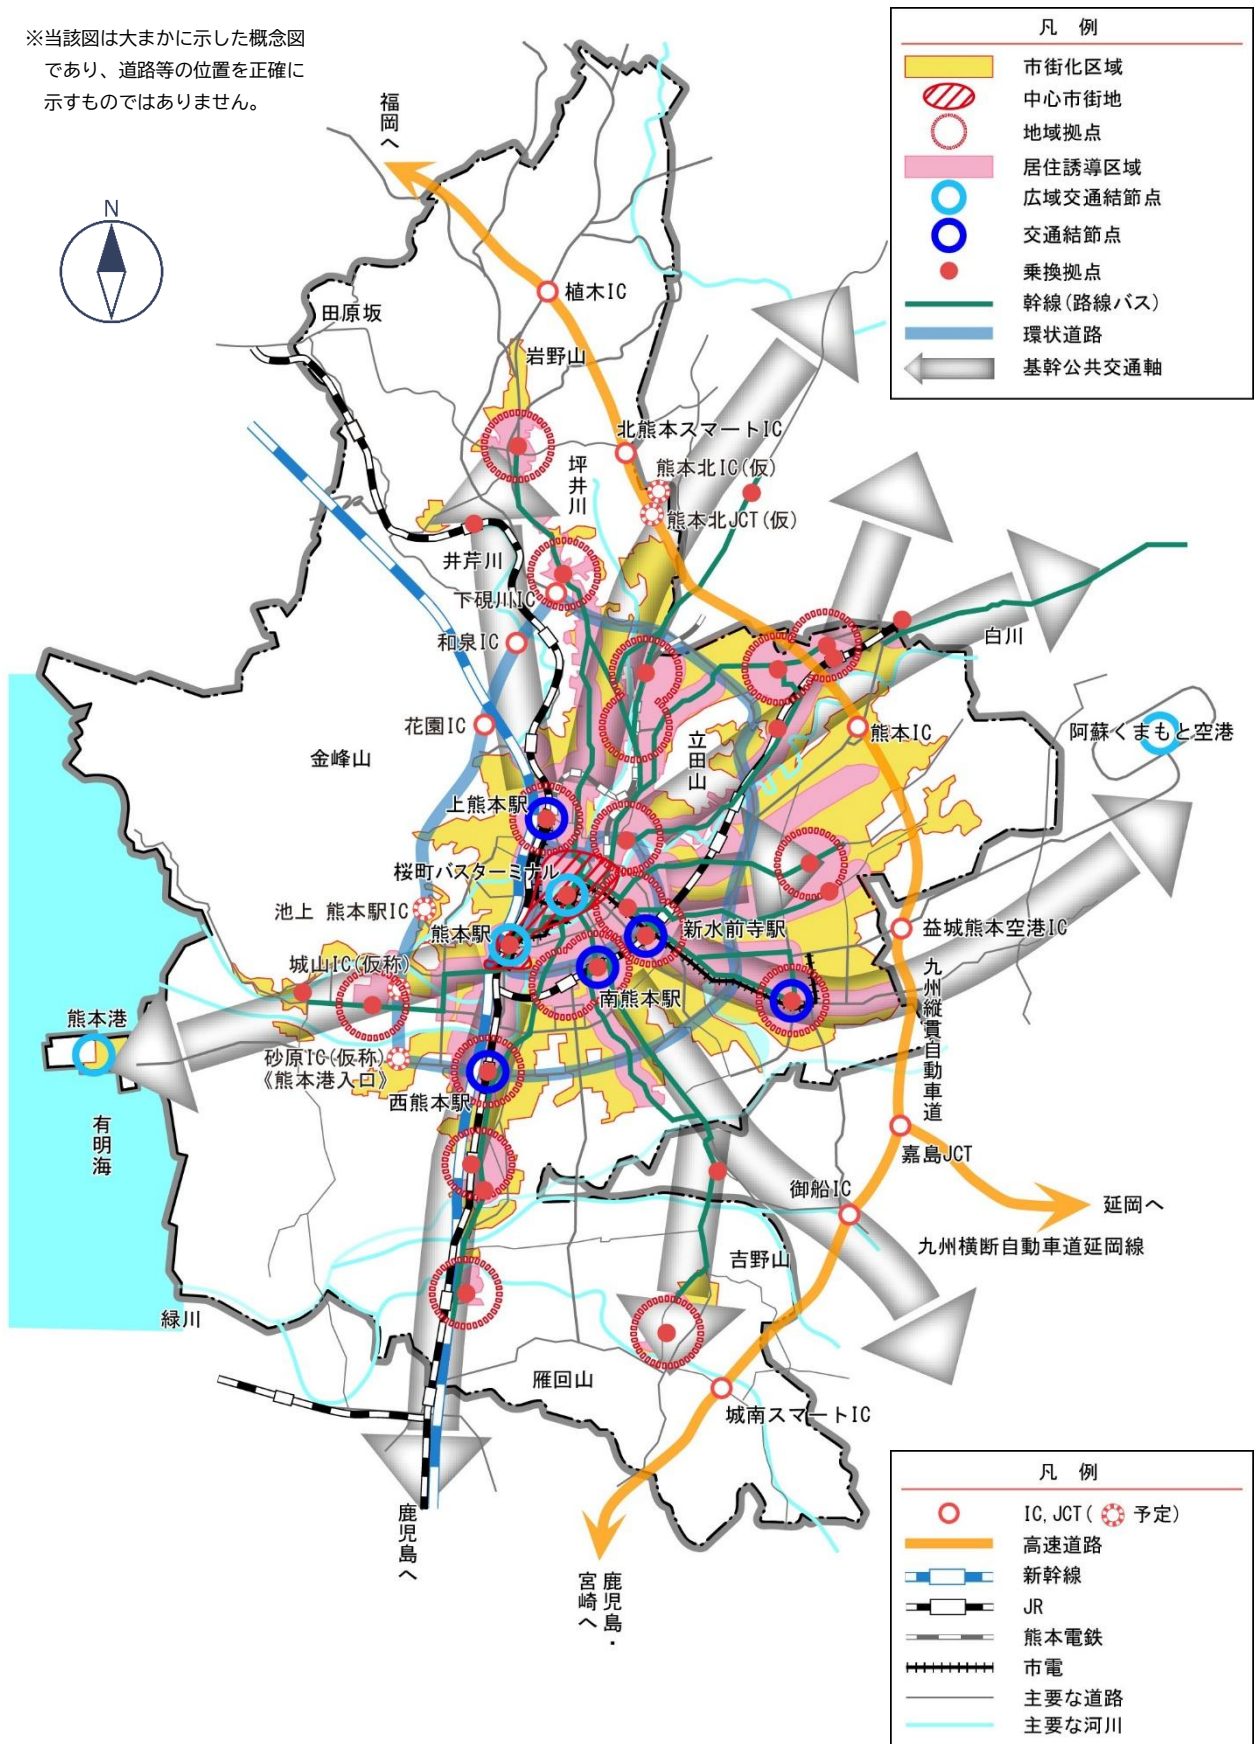 ※当該図は大まかに示した概念図
であり、道路等の位置を正確に
示すものではありません。
N
凡 例
市街化区域
中心市街地
地域拠点
居住誘導区域
広域交通結節点
交通結節点
乗換拠点
幹線(路線バス)
環状道路
基幹公共交通軸
福岡へ
植木IC
田原坂
岩野山
北熊本スマートIC
坪井川
熊本北IC(仮)
熊本北JCT(仮)
井芹川
下硯川IC
和泉IC
白川
花園IC
立田山
熊本IC
阿蘇くまもと空港
金峰山
上熊本駅
桜町バスターミナル
池上 熊本駅IC
熊本駅
新水前寺駅
益城熊本空港IC
城山IC(仮称)
南熊本駅
九州縦貫自動車道
熊本港
砂原IC(仮称)
《熊本港入口》
西熊本駅
有明海
嘉島JCT
御船IC
延岡へ
九州横断自動車道延岡線
吉野山
緑川
雁回山
城南スマートIC
鹿児島へ
鹿児島・
宮崎へ
凡 例
IC, JCT( 予定)
高速道路
新幹線
JR
熊本電鉄
市電
主要な道路
主要な河川